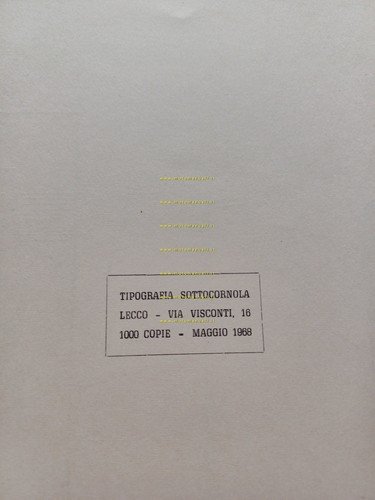 TIPOGRAFIA SOTTOCORNOLA
LECCO - VIA VISCONTI, 16
1000 COPIE - MAGGIO 1968